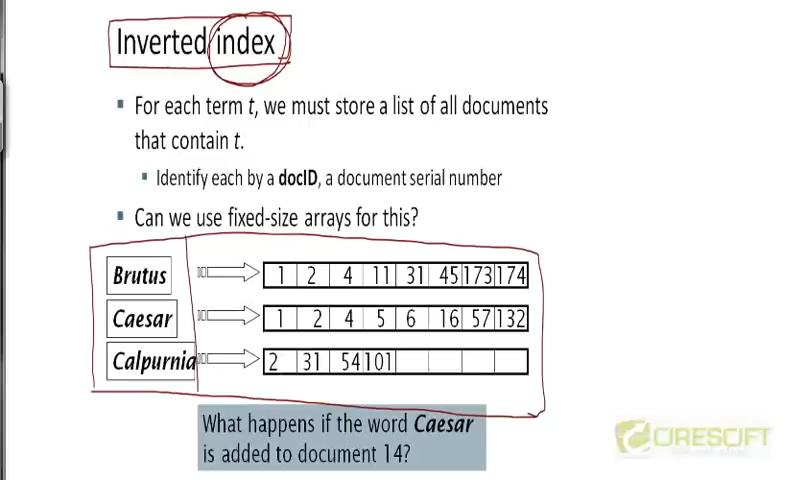 Inverted index
For each term t, we must store a list of all documents
that contain t.
Identify each by a docID, a document serial number
Can we use fixed-size arrays for this?
Brutus 1 2 4 11 31 45 173 174
Caesar 1 2 4 5 6 16 57 132
Calpurnia 2 31 54 101
What happens if the word Caesar
is added to document 14?